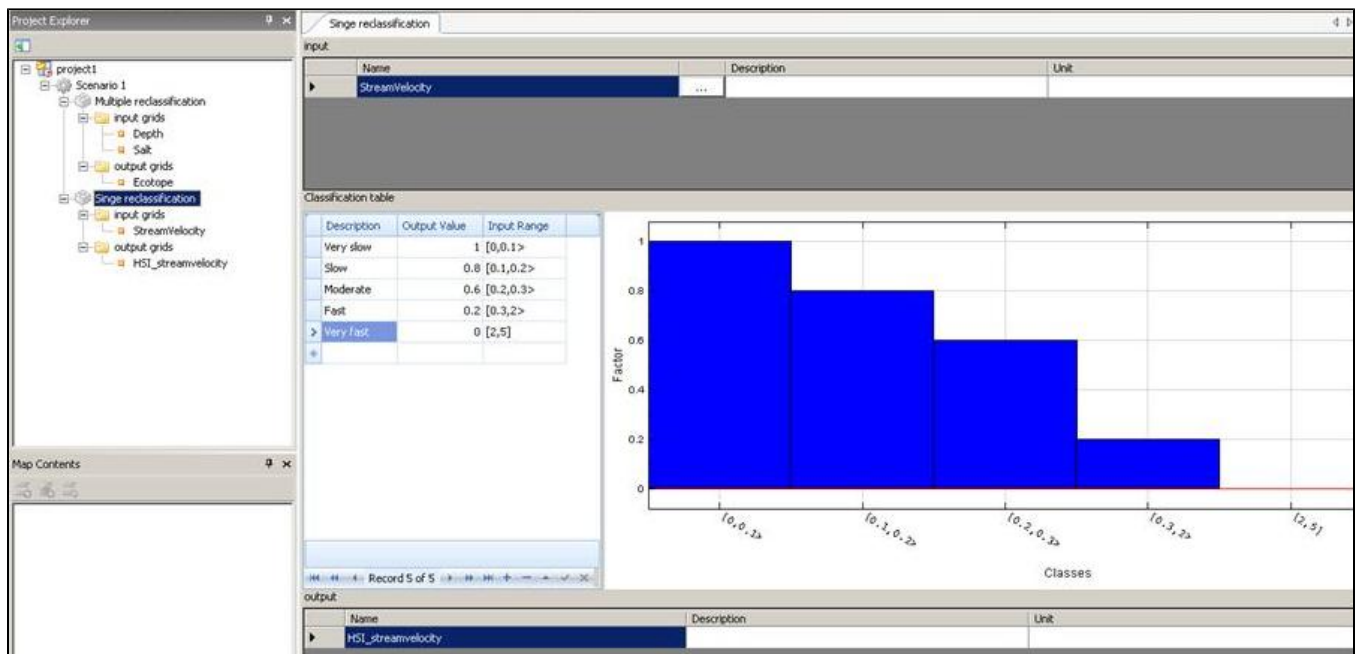 Project Explorer
project1
Scenario 1
Multiple reclassification
input grids
Depth
Salt
output grids
Ecotope
Singe reclassification
input grids
StreamVelocity
output grids
HSI_streamvelocity
Map Contents
Singe reclassification
input
Name Description Unit
StreamVelocity ...
Classification table
Description Output Value Input Range
Very slow 1 [0,0.1>
Slow 0.8 [0.1,0.2>
Moderate 0.6 [0.2,0.3>
Fast 0.2 [0.3,2>
Very fast 0 [2,5]
Record 5 of 5
Factor
1
0.8
0.6
0.4
0.2
0
[0,0.1> [0.1,0.2> [0.2,0.3> [0.3,2> [2,5]
Classes
output
Name Description Unit
HSI_streamvelocity